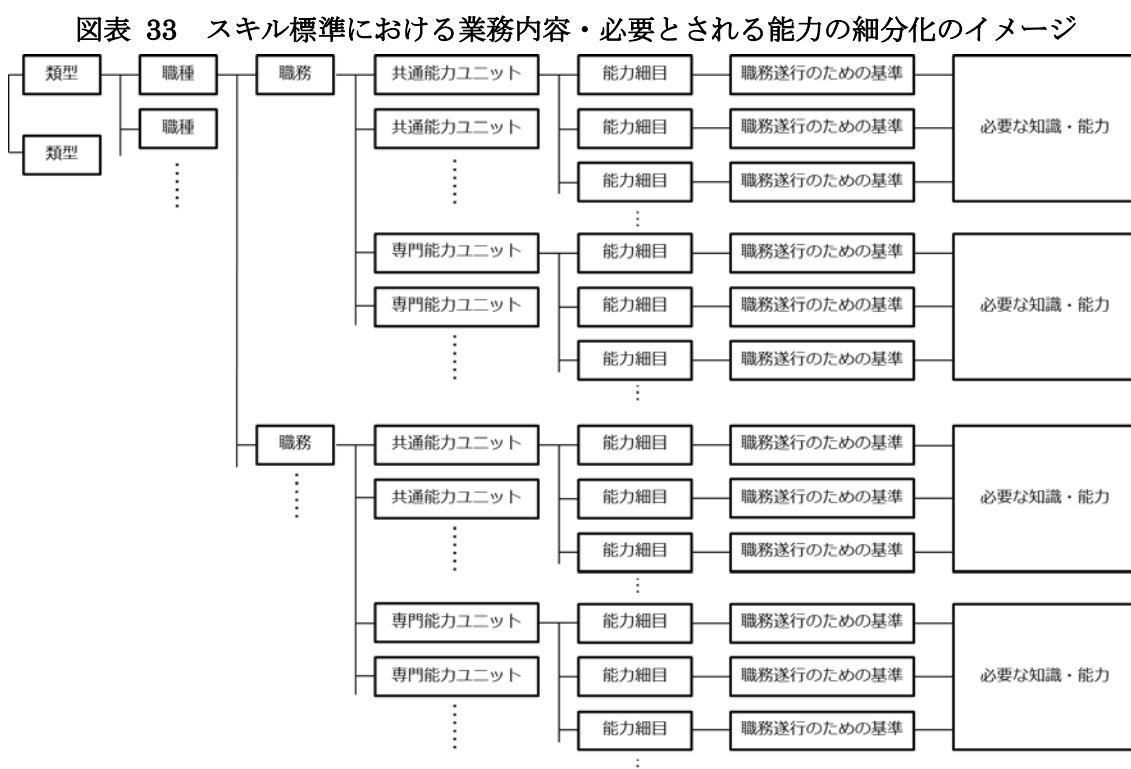 図表 33 スキル標準における業務内容・必要とされる能力の細分化のイメージ
類型 職種 職務 共通能力ユニット 能力細目 職務遂行のための基準
職種 共通能力ユニット 能力細目 職務遂行のための基準 必要な知識・能力
類型
能力細目 職務遂行のための基準
専門能力ユニット 能力細目 職務遂行のための基準
専門能力ユニット 能力細目 職務遂行のための基準 必要な知識・能力
能力細目 職務遂行のための基準
職務 共通能力ユニット 能力細目 職務遂行のための基準
共通能力ユニット 能力細目 職務遂行のための基準 必要な知識・能力
能力細目 職務遂行のための基準
専門能力ユニット 能力細目 職務遂行のための基準
専門能力ユニット 能力細目 職務遂行のための基準 必要な知識・能力
能力細目 職務遂行のための基準